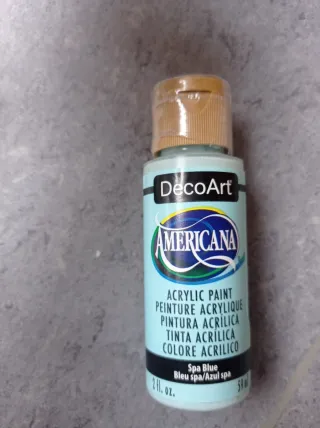 DecoArt
AMERICANA
ACRYLIC PAINT
PEINTURE ACRYLIQUE
PINTURA ACRÍLICA
TINTA ACRÍLICA
COLORE ACRILICO
Spa Blue
Bleu spa/Azul spa
2 fl. oz. 59 ml